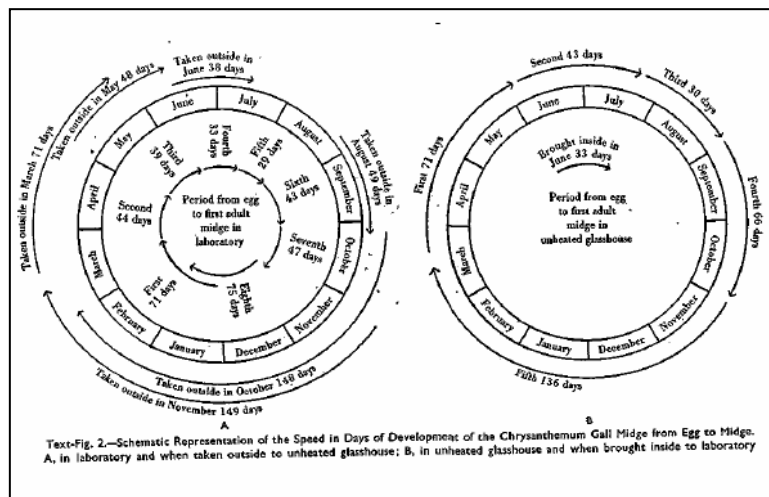 Taken outside in
June 38 days
Taken outside in May 48 days
Taken outside in March 71 days
Taken outside in
August 49 days
Taken outside in October 148 days
Taken outside in November 149 days
June
July
August
September
October
November
December
January
February
March
April
May
First
71 days
Second
44 days
Third
39 days
Fourth
33
days
Fifth
29 days
Sixth
43 days
Seventh
47 days
Eighth
75 days
Period from egg
to first adult
midge in
laboratory
A
First 71 days
Second 43 days
Third 30 days
Fourth 66 days
Fifth 136 days
June
July
August
September
October
November
December
January
February
March
April
May
Brought inside in
June 33 days
Period from egg
to first adult
midge in
unheated glasshouse
B
Text-Fig. 2.—Schematic Representation of the Speed in Days of Development of the Chrysanthemum Gall Midge from Egg to Midge.
A, in laboratory and when taken outside to unheated glasshouse; B, in unheated glasshouse and when brought inside to laboratory